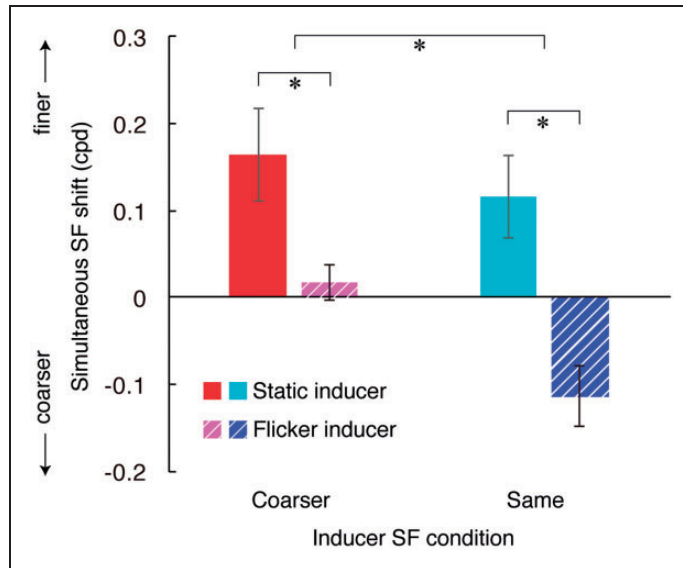 0.3
0.2
0.1
0
-0.1
-0.2
coarser → finer →
Simultaneous SF shift (cpd)
*
*
*
Static inducer
Flicker inducer
Coarser
Same
Inducer SF condition